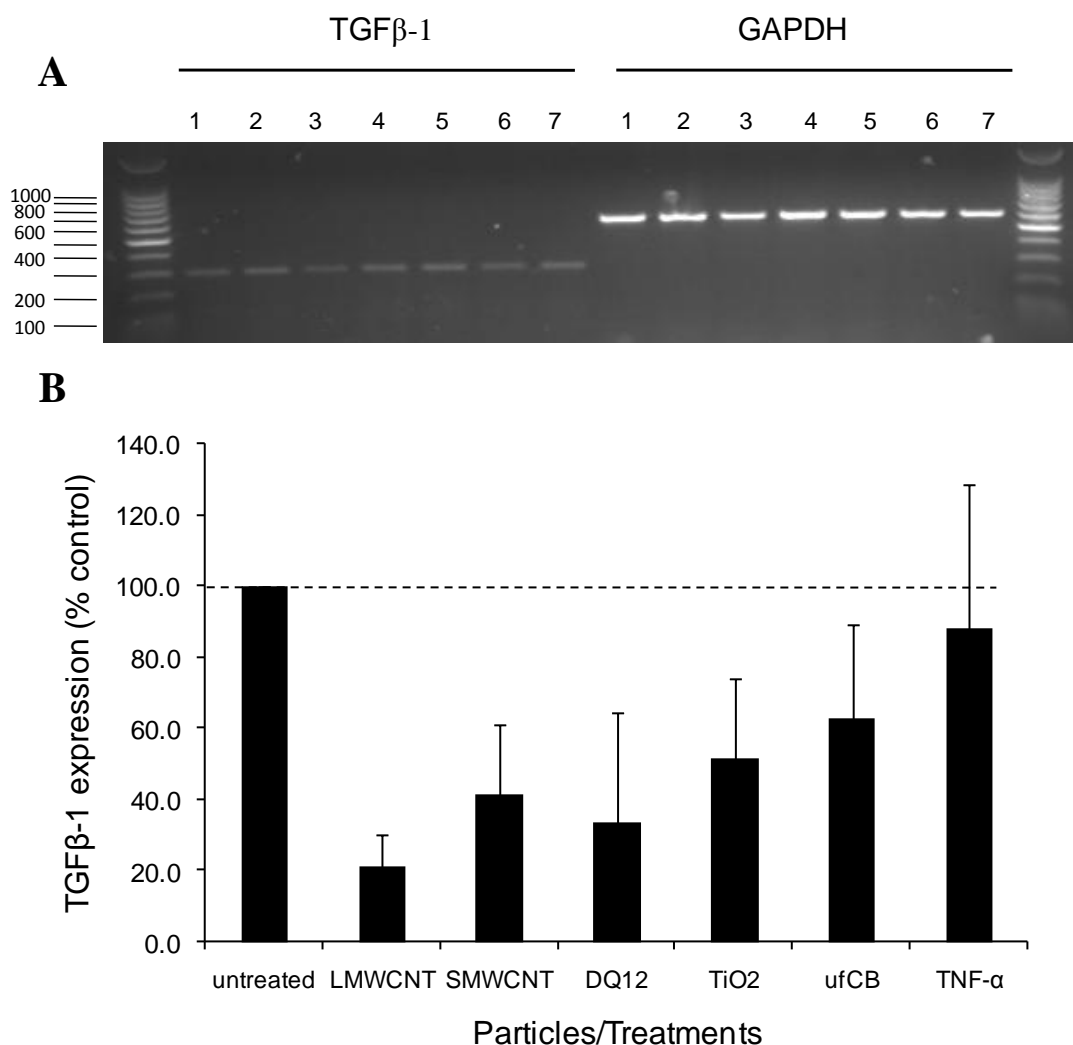 TGFβ-1 GAPDH
A
1 2 3 4 5 6 7 1 2 3 4 5 6 7
1000
800
600
400
200
100
B
TGFβ-1 expression (% control)
140.0
120.0
100.0
80.0
60.0
40.0
20.0
0.0
untreated LMWCNT SMWCNT DQ12 TiO2 ufCB TNF-α
Particles/Treatments